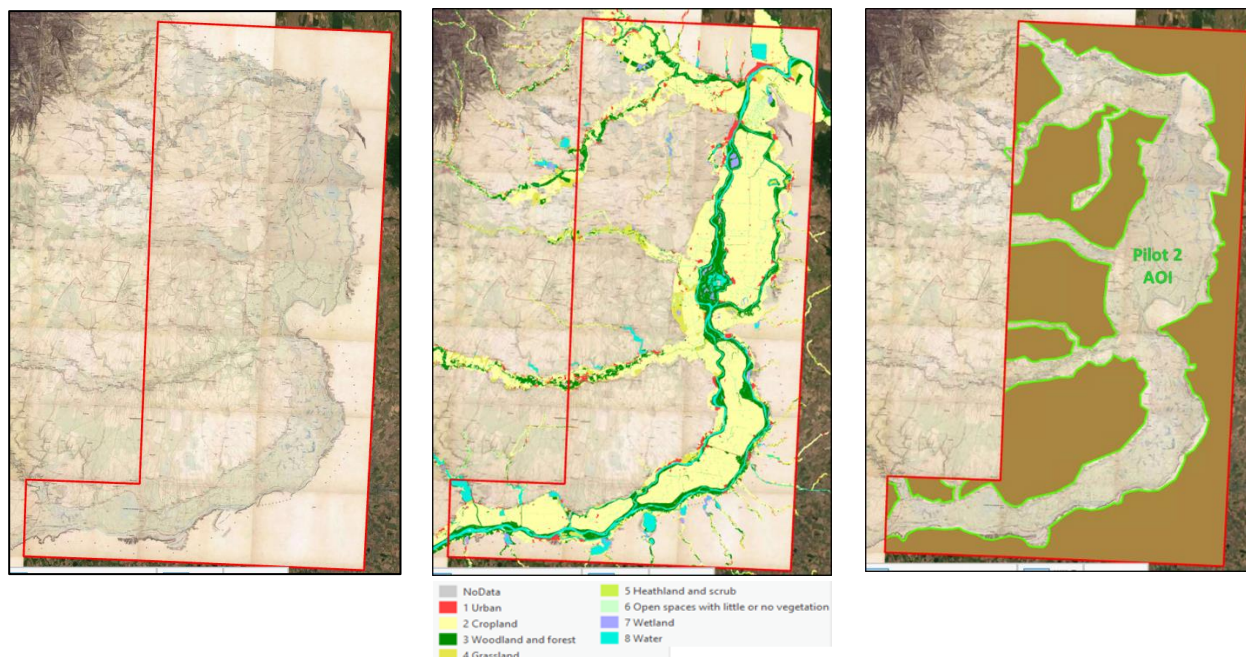 Pilot 2
AOI
NoData
1 Urban
2 Cropland
3 Woodland and forest
4 Grassland
5 Heathland and scrub
6 Open spaces with little or no vegetation
7 Wetland
8 Water